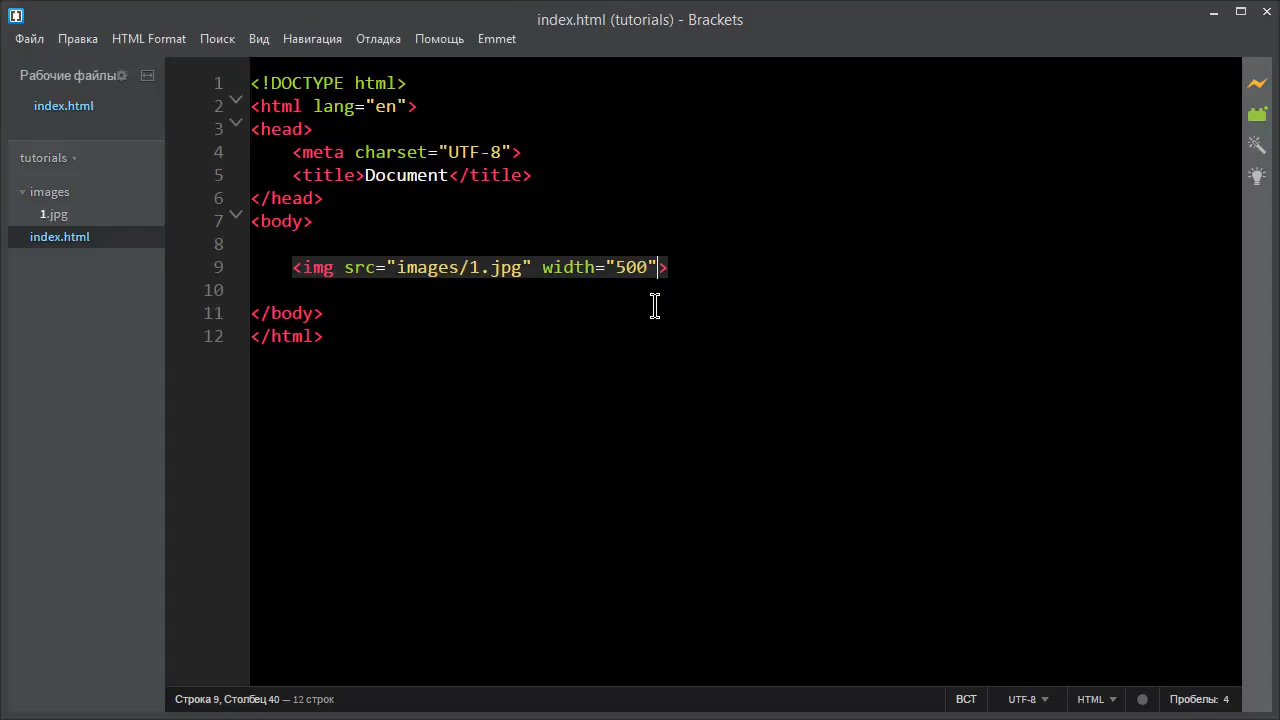 index.html (tutorials) - Brackets
Файл Правка HTML Format Поиск Вид Навигация Отладка Помощь Emmet
Рабочие файлы
index.html
tutorials
images
1.jpg
index.html
1 <!DOCTYPE html>
2 <html lang="en">
3 <head>
4 <meta charset="UTF-8">
5 <title>Document</title>
6 </head>
7 <body>
8
9 <img src="images/1.jpg" width="500">
10
11 </body>
12 </html>
Строка 9, Столбец 40 — 12 строк ВСТ UTF-8 HTML Пробелы: 4